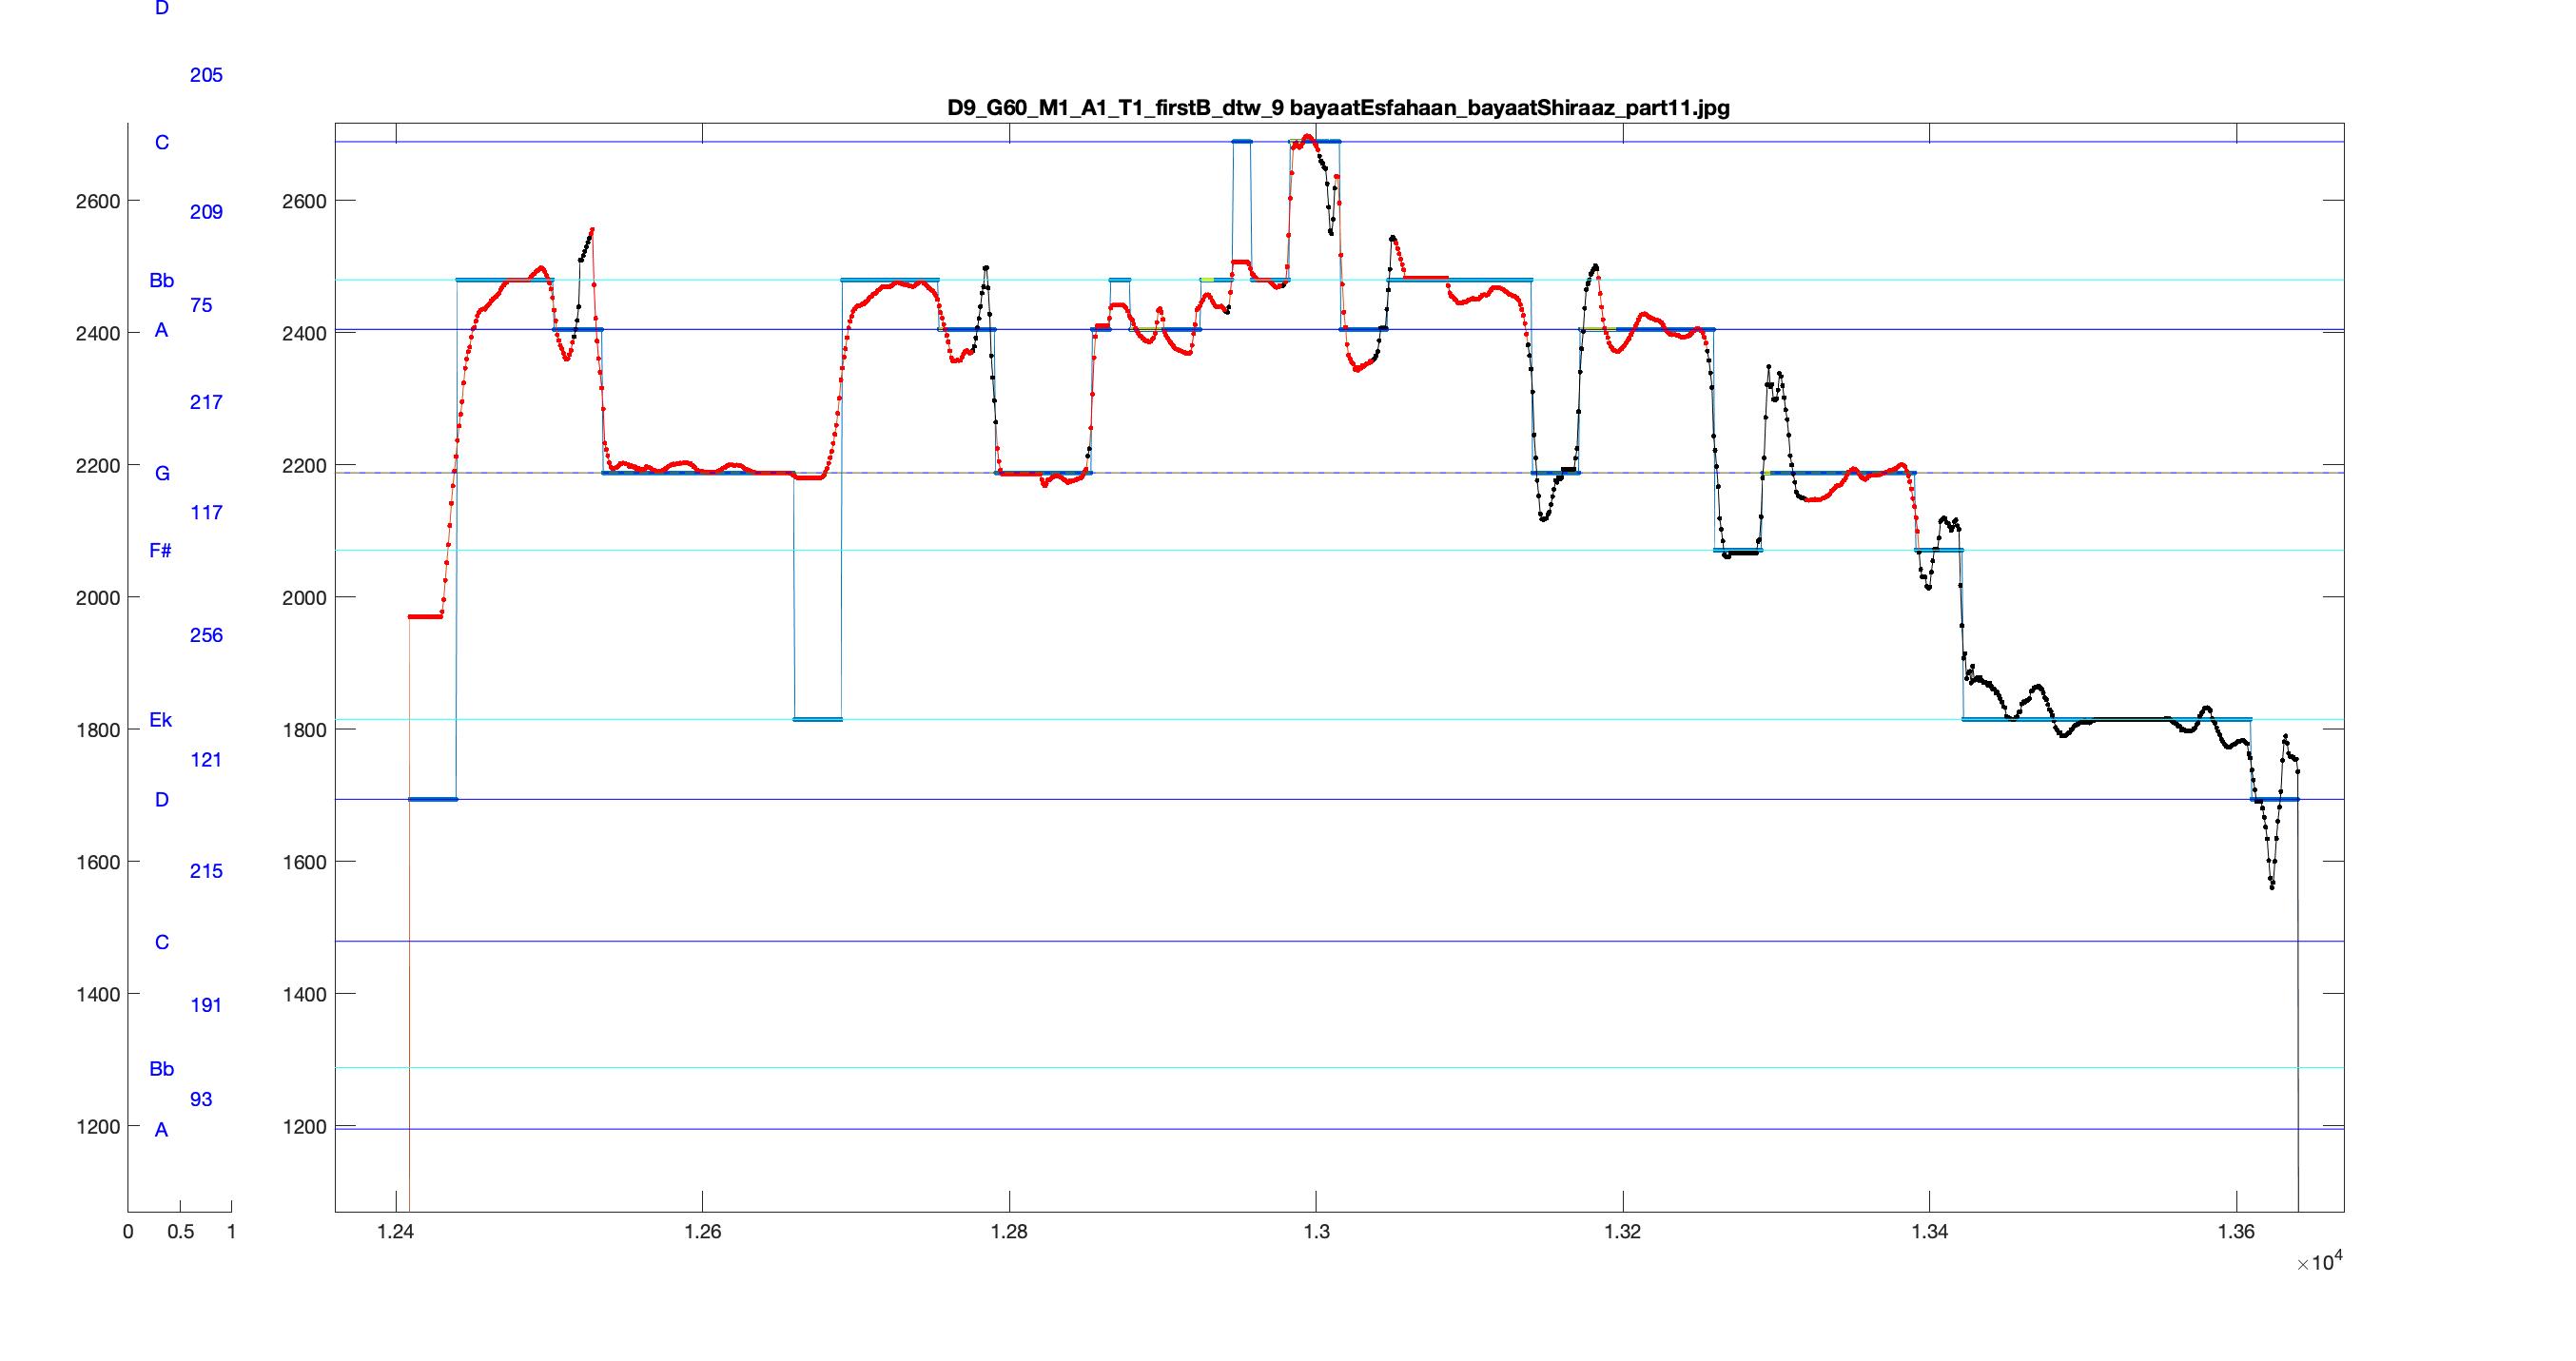 D
205
D9_G60_M1_A1_T1_firstB_dtw_9 bayaatEsfahaan_bayaatShiraaz_part11.jpg
C
2600 209 2600
Bb
75
2400 A 2400
217
2200 G 2200
117
F#
2000 2000
256
Ek
1800 1800
121
D
1600 215 1600
C
1400 191 1400
Bb
93
1200 A 1200
0 0.5 1 1.24 1.26 1.28 1.3 1.32 1.34 1.36
×10⁴